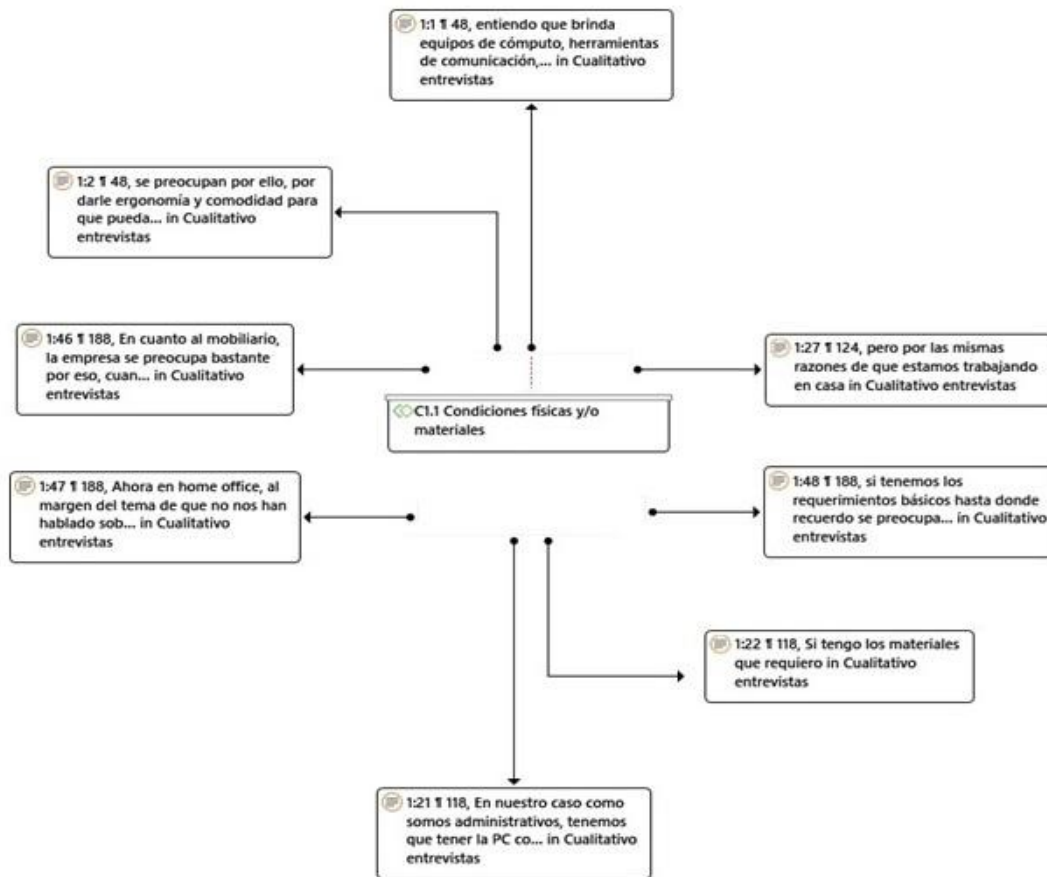 1:1 ¶ 48, entiendo que brinda
equipos de cómputo, herramientas
de comunicación,... in Cualitativo
entrevistas
1:2 ¶ 48, se preocupan por ello, por
darle ergonomía y comodidad para
que pueda... in Cualitativo
entrevistas
1:46 ¶ 188, En cuanto al mobiliario,
la empresa se preocupa bastante
por eso, cuan... in Cualitativo
entrevistas
1:27 ¶ 124, pero por las mismas
razones de que estamos trabajando
en casa in Cualitativo entrevistas
C1.1 Condiciones físicas y/o
materiales
1:47 ¶ 188, Ahora en home office, al
margen del tema de que no nos han
hablado sob... in Cualitativo
entrevistas
1:48 ¶ 188, si tenemos los
requerimientos básicos hasta donde
recuerdo se preocupa... in Cualitativo
entrevistas
1:22 ¶ 118, Si tengo los materiales
que requiero in Cualitativo
entrevistas
1:21 ¶ 118, En nuestro caso como
somos administrativos, tenemos
que tener la PC co... in Cualitativo
entrevistas